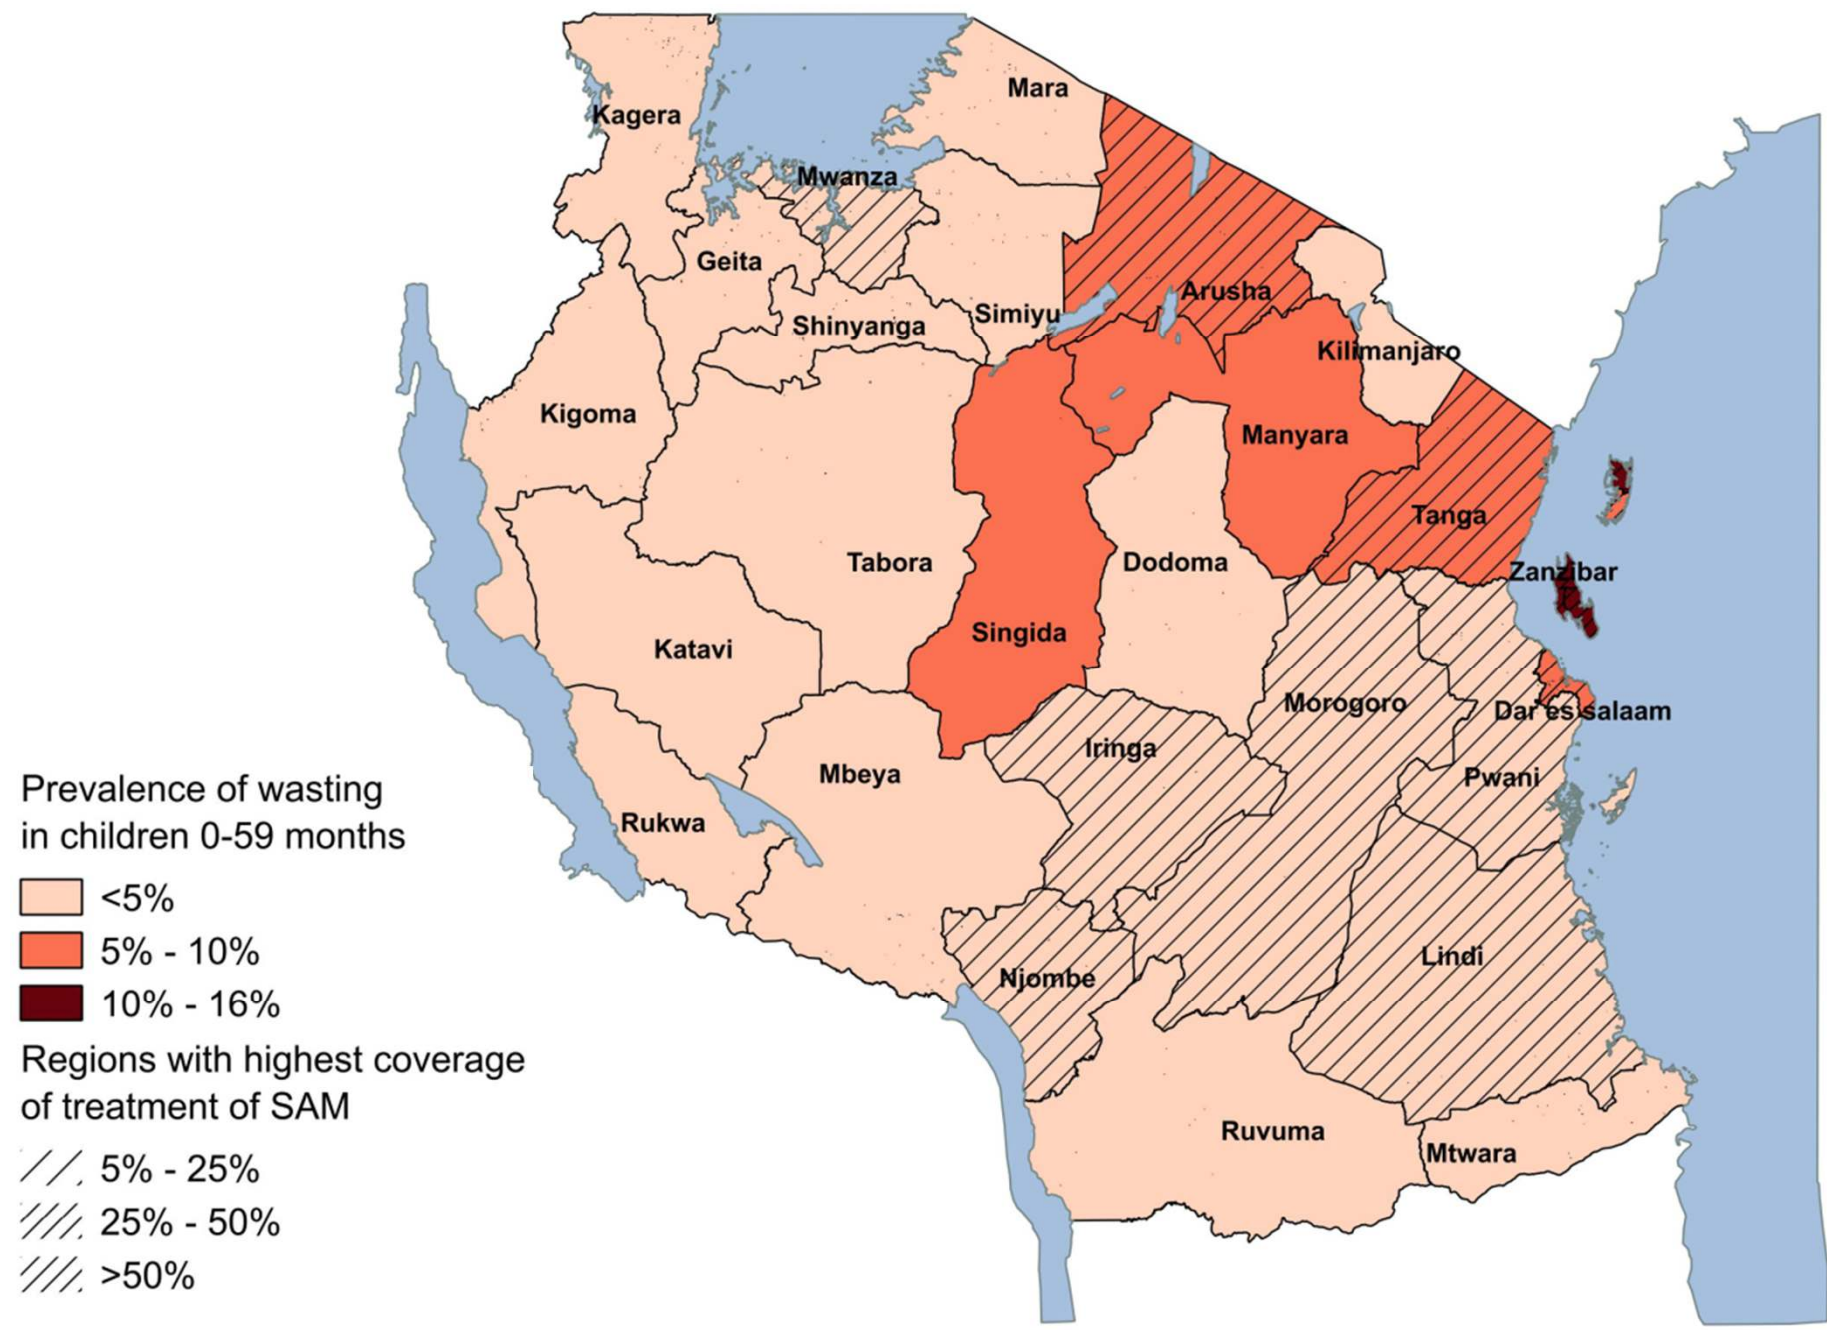 Mara
Kagera
Mwanza
Geita
Arusha
Simiyu
Shinyanga
Kilimanjaro
Kigoma
Manyara
Tanga
Tabora
Dodoma
Zanzibar
Singida
Katavi
Morogoro
Dar es salaam
Iringa
Mbeya
Pwani
Rukwa
Lindi
Njombe
Ruvuma
Mtwara
Prevalence of wasting
in children 0-59 months
<5%
5% - 10%
10% - 16%
Regions with highest coverage
of treatment of SAM
5% - 25%
25% - 50%
>50%